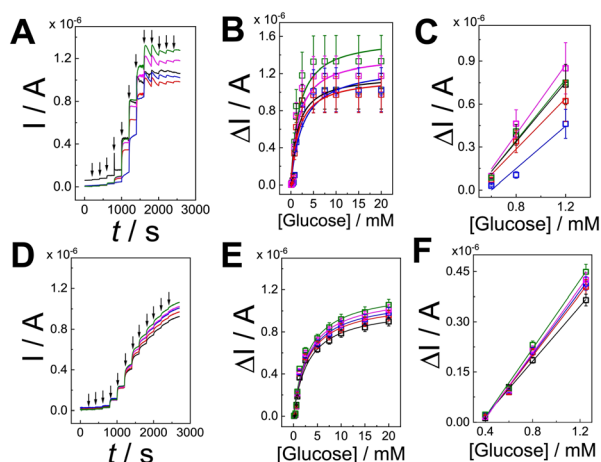 A
x 10⁻⁶
1.6
1.2
0.8
0.4
0.0
0 1000 2000 3000
I / A
t / s
B
x 10⁻⁶
1.6
1.2
0.8
0.4
0.0
0 5 10 15 20
ΔI / A
[Glucose] / mM
C
x10⁻⁶
0.9
0.6
0.3
0.0
0.8 1.2
ΔI / A
[Glucose] / mM
D
x 10⁻⁶
1.2
0.8
0.4
0.0
0 1000 2000 3000
I / A
t / s
E
x 10⁻⁶
1.2
0.8
0.4
0.0
0 5 10 15 20
ΔI / A
[Glucose] / mM
F
x10⁻⁶
0.45
0.30
0.15
0.00
0.4 0.8 1.2
ΔI / A
[Glucose] / mM